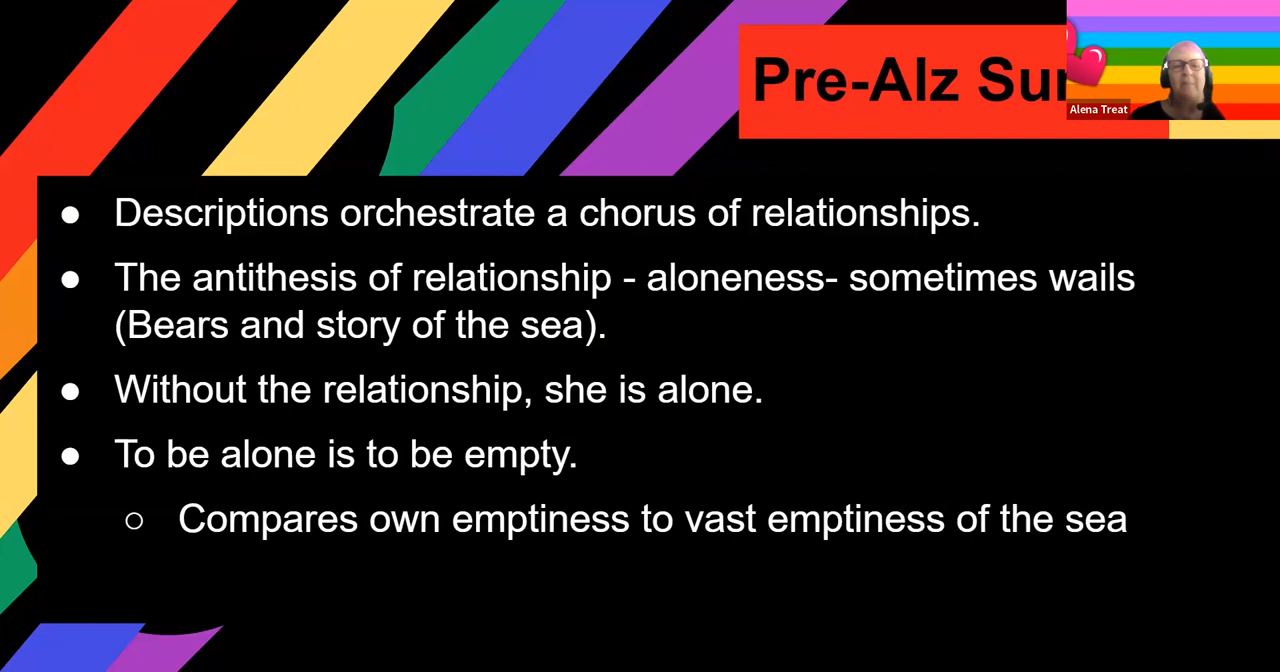 Pre-Alz
Alena Treat
● Descriptions orchestrate a chorus of relationships.
● The antithesis of relationship - aloneness- sometimes wails
(Bears and story of the sea).
● Without the relationship, she is alone.
● To be alone is to be empty.
○ Compares own emptiness to vast emptiness of the sea